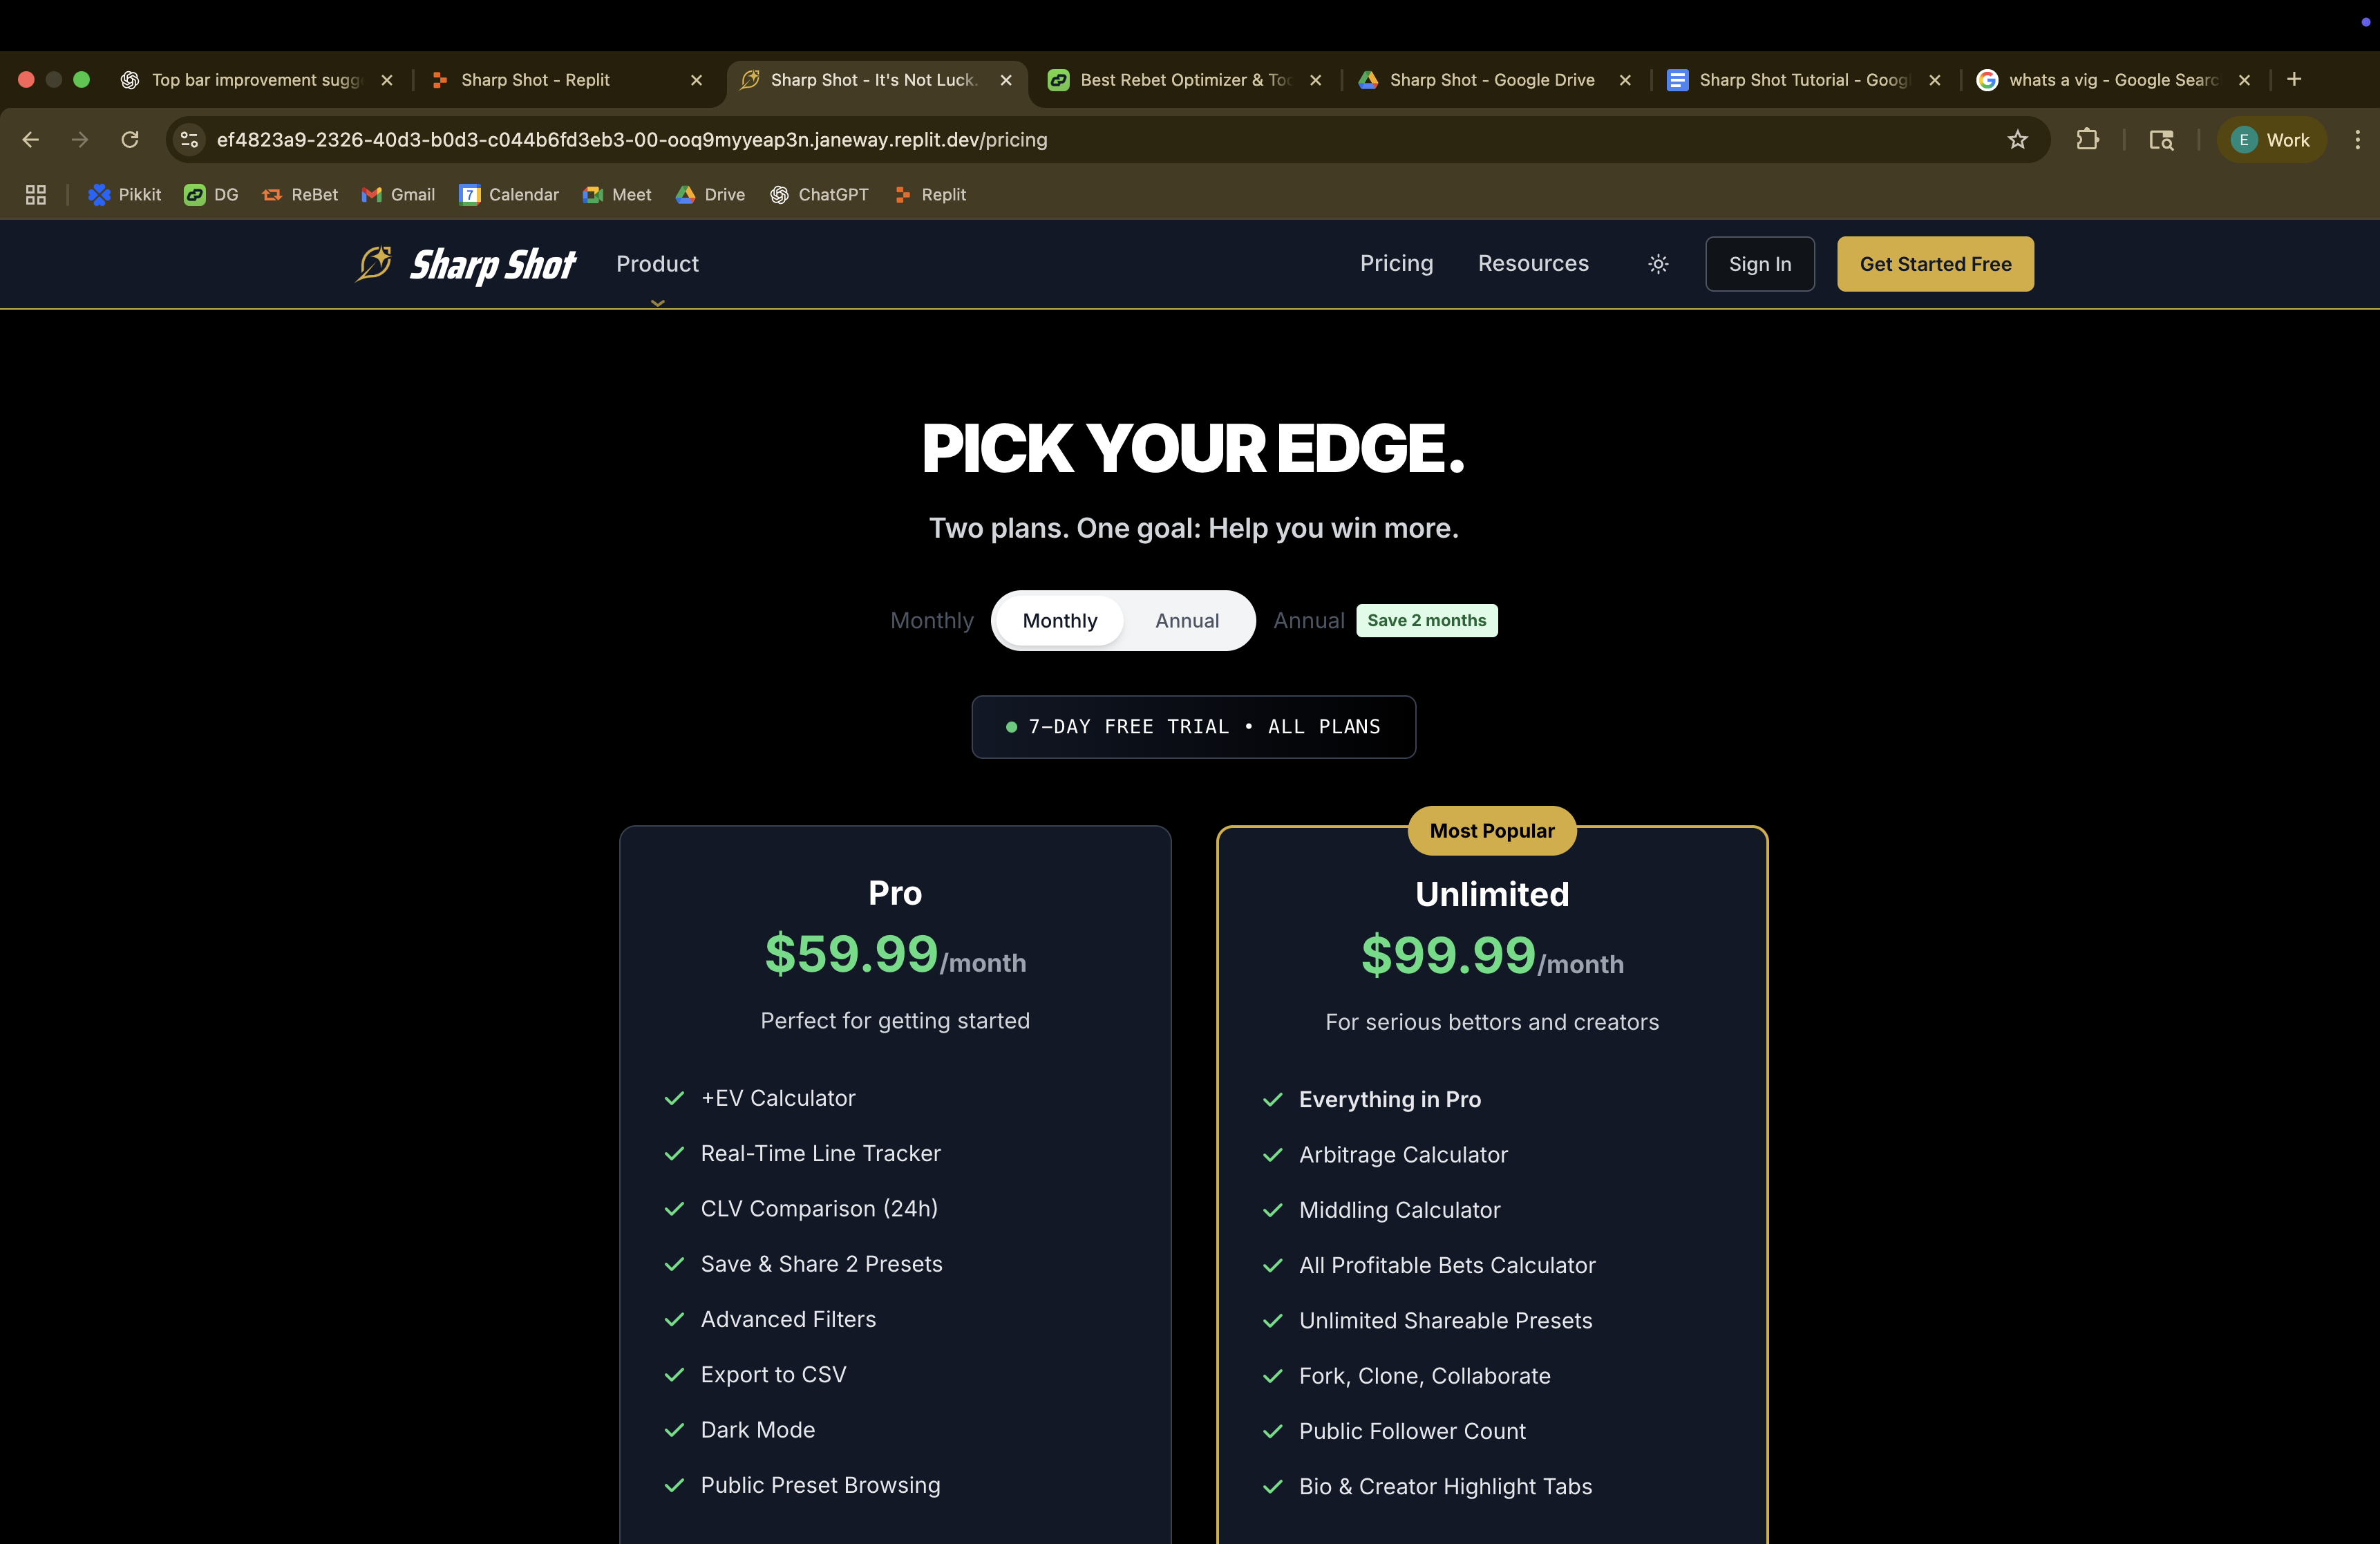 Top bar improvement sugg
Sharp Shot - Replit
Sharp Shot - It's Not Luck.
Best Rebet Optimizer & Too
Sharp Shot - Google Drive
Sharp Shot Tutorial - Googl
whats a vig - Google Searc
ef4823a9-2326-40d3-b0d3-c044b6fd3eb3-00-ooq9myyeap3n.janeway.replit.dev/pricing
E Work
Pikkit
DG
ReBet
Gmail
7 Calendar
Meet
Drive
ChatGPT
Replit
Sharp Shot
Product
Pricing
Resources
Sign In
Get Started Free
PICK YOUR EDGE.
Two plans. One goal: Help you win more.
Monthly
Monthly
Annual
Annual
Save 2 months
7-DAY FREE TRIAL • ALL PLANS
Pro
$59.99/month
Perfect for getting started
+EV Calculator
Real-Time Line Tracker
CLV Comparison (24h)
Save & Share 2 Presets
Advanced Filters
Export to CSV
Dark Mode
Public Preset Browsing
Most Popular
Unlimited
$99.99/month
For serious bettors and creators
Everything in Pro
Arbitrage Calculator
Middling Calculator
All Profitable Bets Calculator
Unlimited Shareable Presets
Fork, Clone, Collaborate
Public Follower Count
Bio & Creator Highlight Tabs